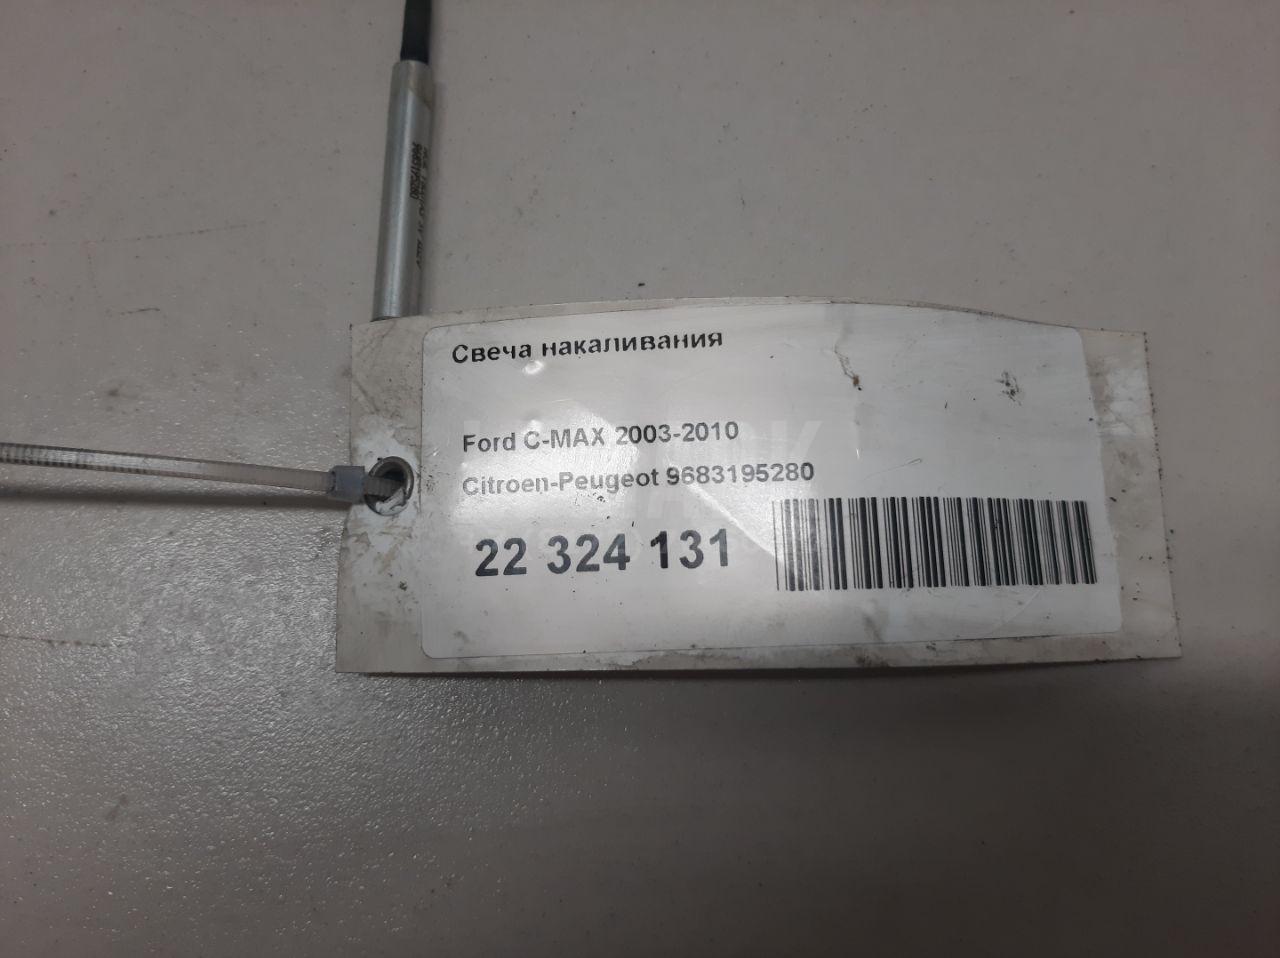 Свеча накаливания
Ford C-MAX 2003-2010
Citroen-Peugeot 9683195280
22 324 131